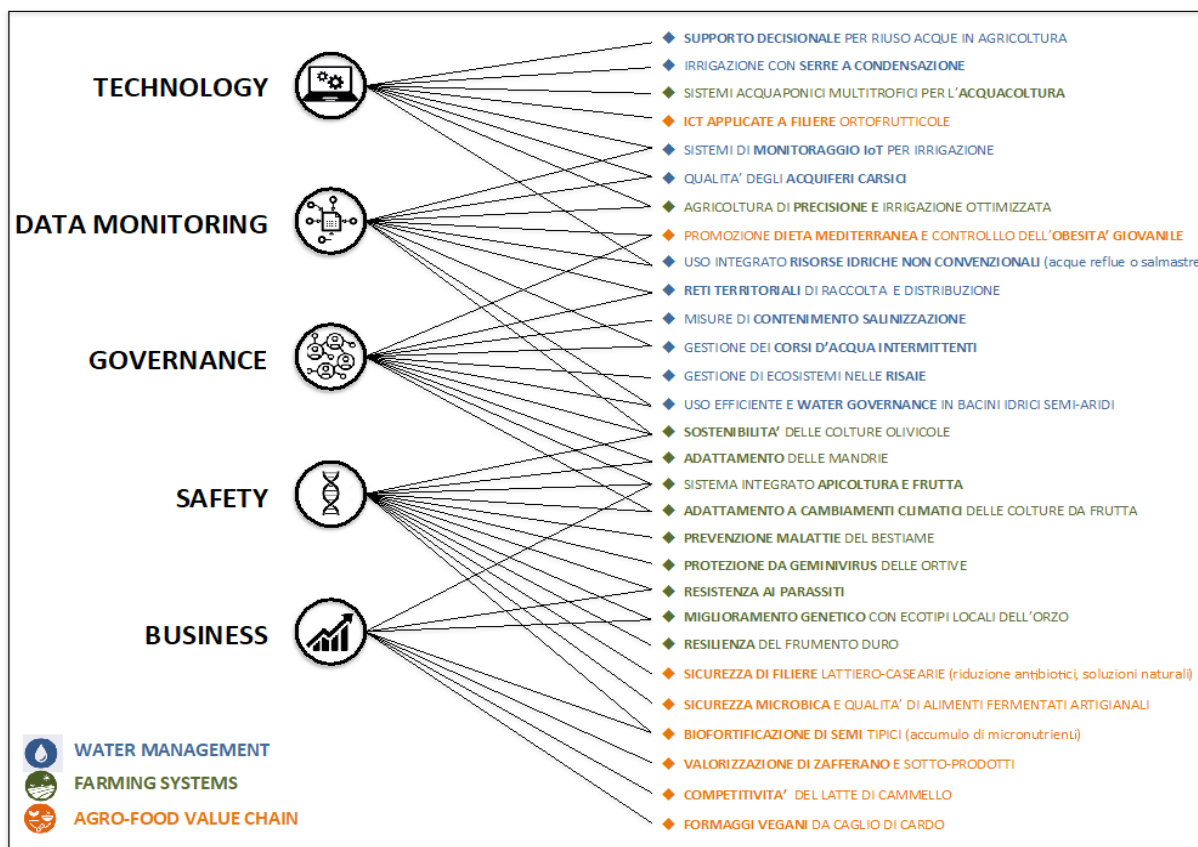 TECHNOLOGY
DATA MONITORING
GOVERNANCE
SAFETY
BUSINESS
WATER MANAGEMENT
FARMING SYSTEMS
AGRO-FOOD VALUE CHAIN
SUPPORTO DECISIONALE PER RIUSO ACQUE IN AGRICOLTURA
IRRIGAZIONE CON SERRE A CONDENSAZIONE
SISTEMI ACQUAPONICI MULTITROFICI PER L'ACQUACOLTURA
ICT APPLICATE A FILIERE ORTOFRUTTICOLE
SISTEMI DI MONITORAGGIO IoT PER IRRIGAZIONE
QUALITA' DEGLI ACQUIFERI CARSICI
AGRICOLTURA DI PRECISIONE E IRRIGAZIONE OTTIMIZZATA
PROMOZIONE DIETA MEDITERRANEA E CONTROLLLO DELL'OBESITA' GIOVANILE
USO INTEGRATO RISORSE IDRICHE NON CONVENZIONALI (acque reflue o salmastre
RETI TERRITORIALI DI RACCOLTA E DISTRIBUZIONE
MISURE DI CONTENIMENTO SALINIZZAZIONE
GESTIONE DEI CORSI D'ACQUA INTERMITTENTI
GESTIONE DI ECOSISTEMI NELLE RISAIE
USO EFFICIENTE E WATER GOVERNANCE IN BACINI IDRICI SEMI-ARIDI
SOSTENIBILITA' DELLE COLTURE OLIVICOLE
ADATTAMENTO DELLE MANDRIE
SISTEMA INTEGRATO APICOLTURA E FRUTTA
ADATTAMENTO A CAMBIAMENTI CLIMATICI DELLE COLTURE DA FRUTTA
PREVENZIONE MALATTIE DEL BESTIAME
PROTEZIONE DA GEMINIVIRUS DELLE ORTIVE
RESISTENZA AI PARASSITI
MIGLIORAMENTO GENETICO CON ECOTIPI LOCALI DELL'ORZO
RESILIENZA DEL FRUMENTO DURO
SICUREZZA DI FILIERE LATTIERO-CASEARIE (riduzione antibiotici, soluzioni naturali)
SICUREZZA MICROBICA E QUALITA' DI ALIMENTI FERMENTATI ARTIGIANALI
BIOFORTIFICAZIONE DI SEMI TIPICI (accumulo di micronutrienti)
VALORIZZAZIONE DI ZAFFERANO E SOTTO-PRODOTTI
COMPETITIVITA' DEL LATTE DI CAMMELLO
FORMAGGI VEGANI DA CAGLIO DI CARDO